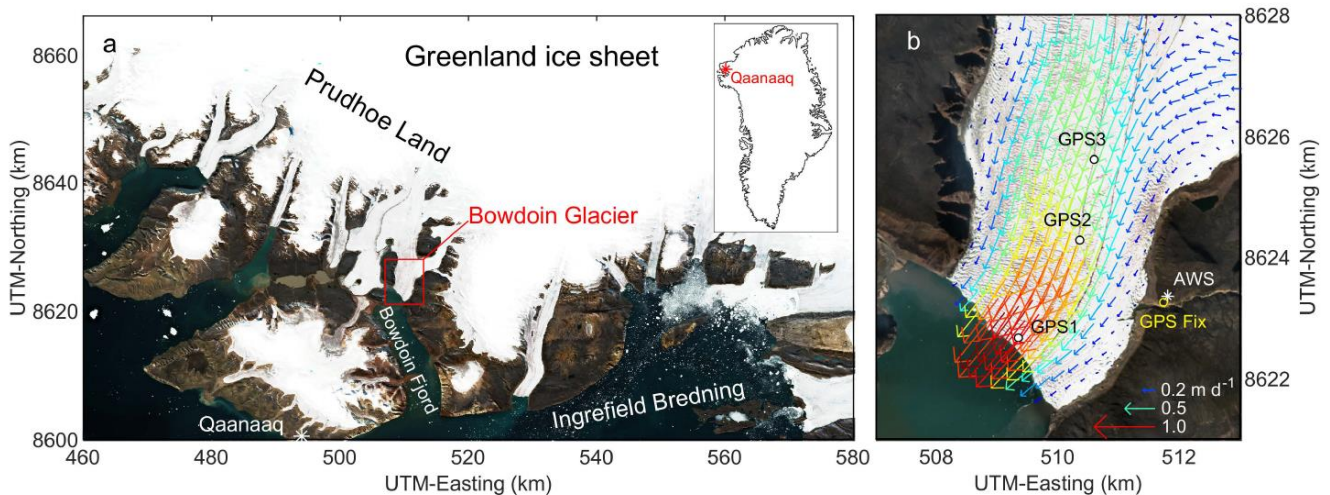 a
Greenland ice sheet
Prudhoe Land
Bowdoin Glacier
Bowdoin Fjord
Qaanaaq
Ingrefield Bredning
Qaanaaq
8660
8640
8620
8600
UTM-Northing (km)
460
480
500
520
540
560
580
UTM-Easting (km)
b
GPS3
GPS2
GPS1
AWS
GPS Fix
0.2 m d⁻¹
0.5
1.0
8628
8626
8624
8622
UTM-Northing (km)
508
510
512
UTM-Easting (km)